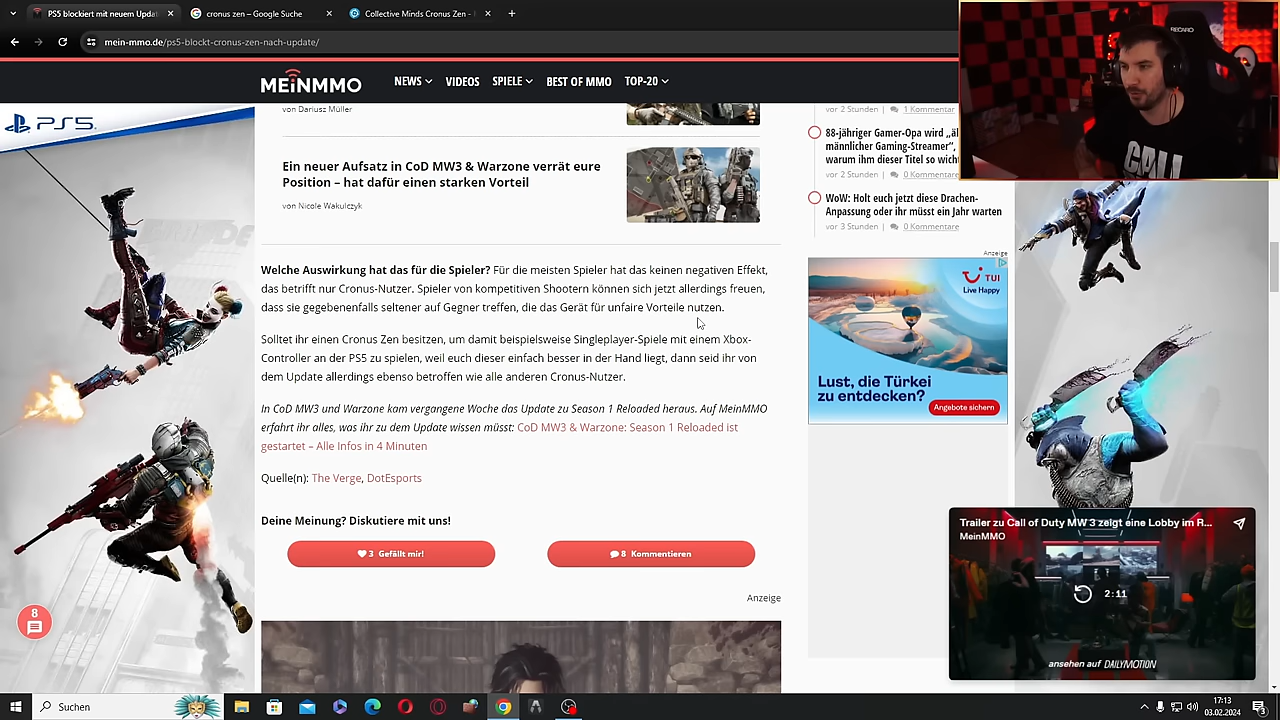 PS5 blockiert mit neuem Updat
cronus zen – Google Suche
Collective Minds Cronus Zen -
mein-mmo.de/ps5-blockt-cronus-zen-nach-update/
MEiNMMO
NEWS
VIDEOS
SPIELE
BEST OF MMO
TOP-20
RECARO
PS5
von Dariusz Müller
Ein neuer Aufsatz in CoD MW3 & Warzone verrät eure
Position – hat dafür einen starken Vorteil
von Nicole Wakulczyk
vor 2 Stunden | 1 Kommentar
88-jähriger Gamer-Opa wird „äl
männlicher Gaming-Streamer“,
warum ihm dieser Titel so wicht
vor 2 Stunden | 0 Kommentare
WoW: Holt euch jetzt diese Drachen-
Anpassung oder ihr müsst ein Jahr warten
vor 3 Stunden | 0 Kommentare
Welche Auswirkung hat das für die Spieler? Für die meisten Spieler hat das keinen negativen Effekt,
das trifft nur Cronus-Nutzer. Spieler von kompetitiven Shootern können sich jetzt allerdings freuen,
dass sie gegebenenfalls seltener auf Gegner treffen, die das Gerät für unfaire Vorteile nutzen.
Solltet ihr einen Cronus Zen besitzen, um damit beispielsweise Singleplayer-Spiele mit einem Xbox-
Controller an der PS5 zu spielen, weil euch dieser einfach besser in der Hand liegt, dann seid ihr von
dem Update allerdings ebenso betroffen wie alle anderen Cronus-Nutzer.
In CoD MW3 und Warzone kam vergangene Woche das Update zu Season 1 Reloaded heraus. Auf MeinMMO
erfahrt ihr alles, was ihr zu dem Update wissen müsst: CoD MW3 & Warzone: Season 1 Reloaded ist
gestartet – Alle Infos in 4 Minuten
Quelle(n): The Verge, DotEsports
Deine Meinung? Diskutiere mit uns!
3 Gefällt mir!
8 Kommentieren
Anzeige
Anzeige
TUI
Live Happy
Lust, die Türkei
zu entdecken?
Angebote sichern
Trailer zu Call of Duty MW 3 zeigt eine Lobby im R...
MeinMMO
2:11
ansehen auf DAILYMOTION
8
Suchen
17:13
03.02.2024
3